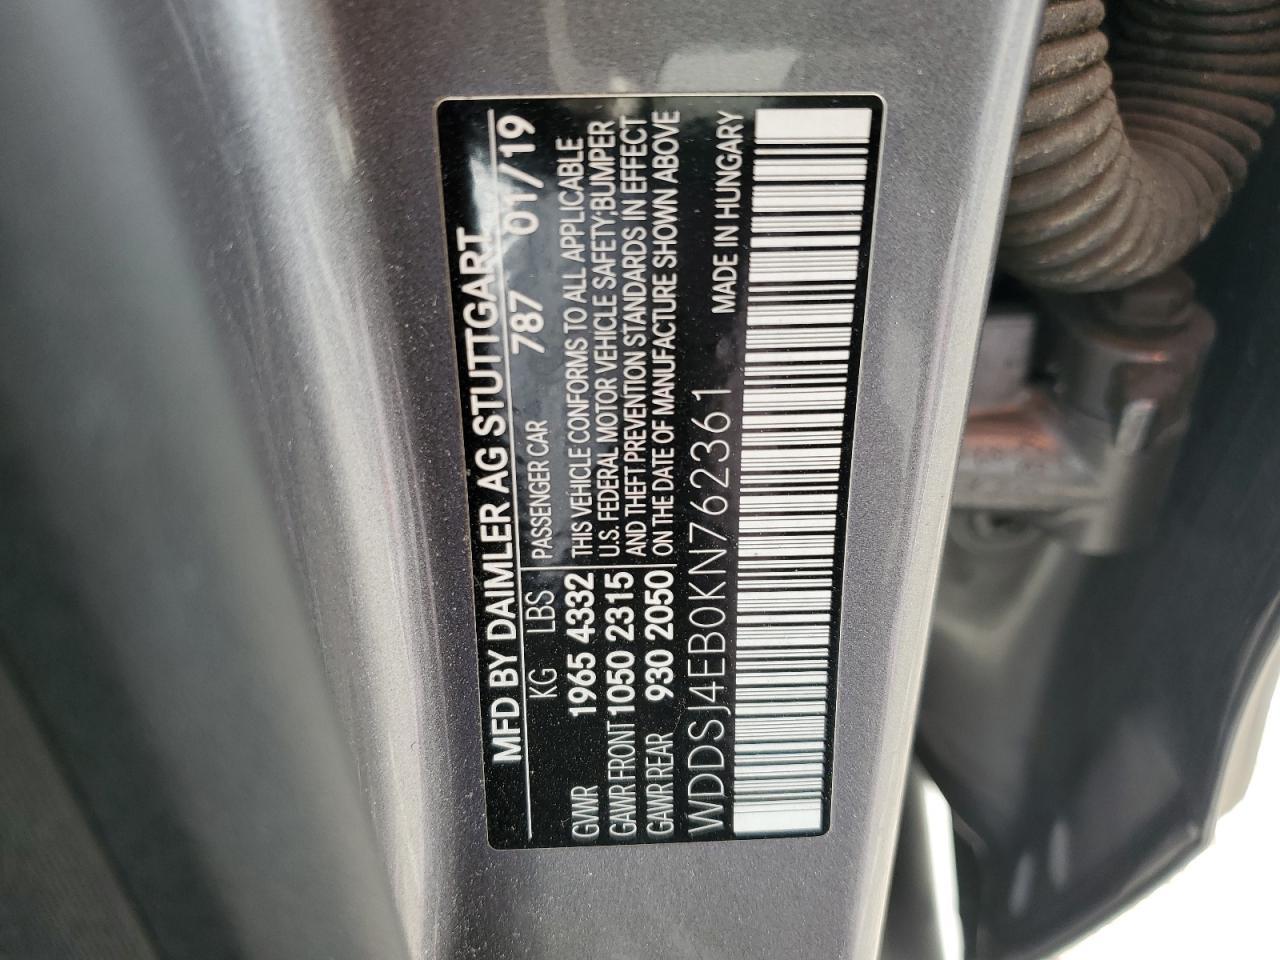 MFD BY DAIMLER AG STUTTGART
787 01/19
KG LBS PASSENGER CAR
GVWR 1965 4332 THIS VEHICLE CONFORMS TO ALL APPLICABLE
GAWR FRONT 1050 2315 U.S. FEDERAL MOTOR VEHICLE SAFETY,BUMPER
AND THEFT PREVENTION STANDARDS IN EFFECT
GAWR REAR 930 2050 ON THE DATE OF MANUFACTURE SHOWN ABOVE
WDDSJ4EB0KN762361 MADE IN HUNGARY